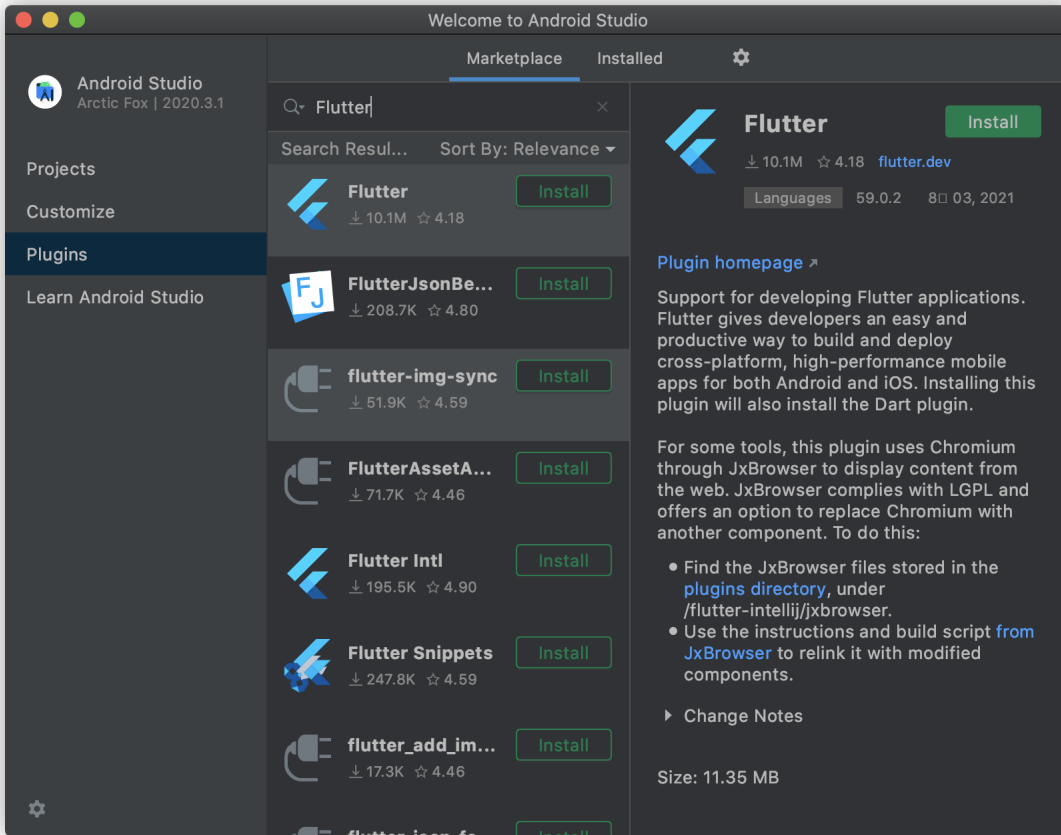 Welcome to Android Studio
Android Studio
Arctic Fox | 2020.3.1
Projects
Customize
Plugins
Learn Android Studio
Marketplace Installed
Flutter
Search Resul... Sort By: Relevance
Flutter
10.1M 4.18
Install
FlutterJsonBe...
208.7K 4.80
Install
flutter-img-sync
51.9K 4.59
Install
FlutterAssetA...
71.7K 4.46
Install
Flutter Intl
195.5K 4.90
Install
Flutter Snippets
247.8K 4.59
Install
flutter_add_im...
17.3K 4.46
Install
Flutter
Install
10.1M 4.18 flutter.dev
Languages 59.0.2 8□ 03, 2021
Plugin homepage
Support for developing Flutter applications.
Flutter gives developers an easy and
productive way to build and deploy
cross-platform, high-performance mobile
apps for both Android and iOS. Installing this
plugin will also install the Dart plugin.
For some tools, this plugin uses Chromium
through JxBrowser to display content from
the web. JxBrowser complies with LGPL and
offers an option to replace Chromium with
another component. To do this:
Find the JxBrowser files stored in the
plugins directory, under
/flutter-intellij/jxbrowser.
Use the instructions and build script from
JxBrowser to relink it with modified
components.
Change Notes
Size: 11.35 MB